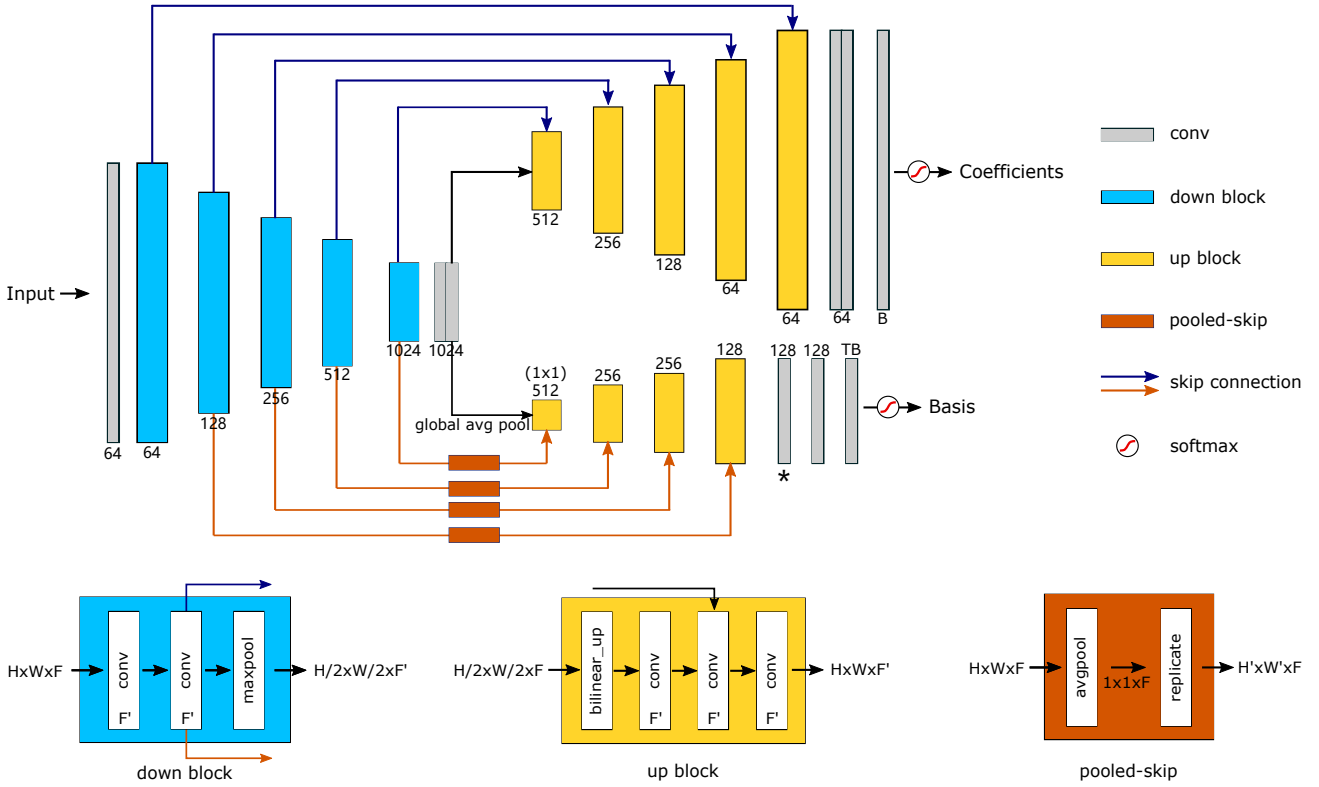 Input
64
64
128
256
512
1024
1024
512
256
128
64
64
64
B
Coefficients
global avg pool
(1x1)
512
256
256
128
128
*
128
TB
Basis
conv
down block
up block
pooled-skip
skip connection
softmax
HxWxF
conv
F'
conv
F'
maxpool
H/2xW/2xF'
down block
H/2xW/2xF
bilinear_up
conv
F'
conv
F'
conv
F'
HxWxF'
up block
HxWxF
avgpool
1x1xF
replicate
H'xW'xF
pooled-skip